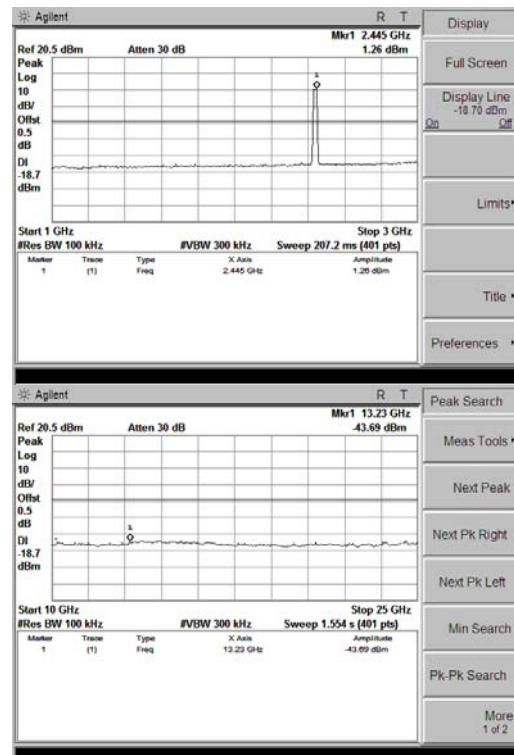 Agilent R T
Mkr1 2.445 GHz
Ref 20.5 dBm Atten 30 dB 1.26 dBm
Peak
Log
10
dB/
Offst
0.5
dB
DI
-18.7
dBm
1
Start 1 GHz Stop 3 GHz
#Res BW 100 kHz #VBW 300 kHz Sweep 207.2 ms (401 pts)
Marker Trace Type X Axis Amplitude
1 (1) Freq 2.445 GHz 1.26 dBm
Display
Full Screen
Display Line
-18.70 dBm
On Off
Limits
Title
Preferences
Agilent R T
Mkr1 13.23 GHz
Ref 20.5 dBm Atten 30 dB -43.69 dBm
Peak
Log
10
dB/
Offst
0.5
dB
DI
-18.7
dBm
1
Start 10 GHz Stop 25 GHz
#Res BW 100 kHz #VBW 300 kHz Sweep 1.554 s (401 pts)
Marker Trace Type X Axis Amplitude
1 (1) Freq 13.23 GHz -43.69 dBm
Peak Search
Meas Tools
Next Peak
Next Pk Right
Next Pk Left
Min Search
Pk-Pk Search
More
1 of 2